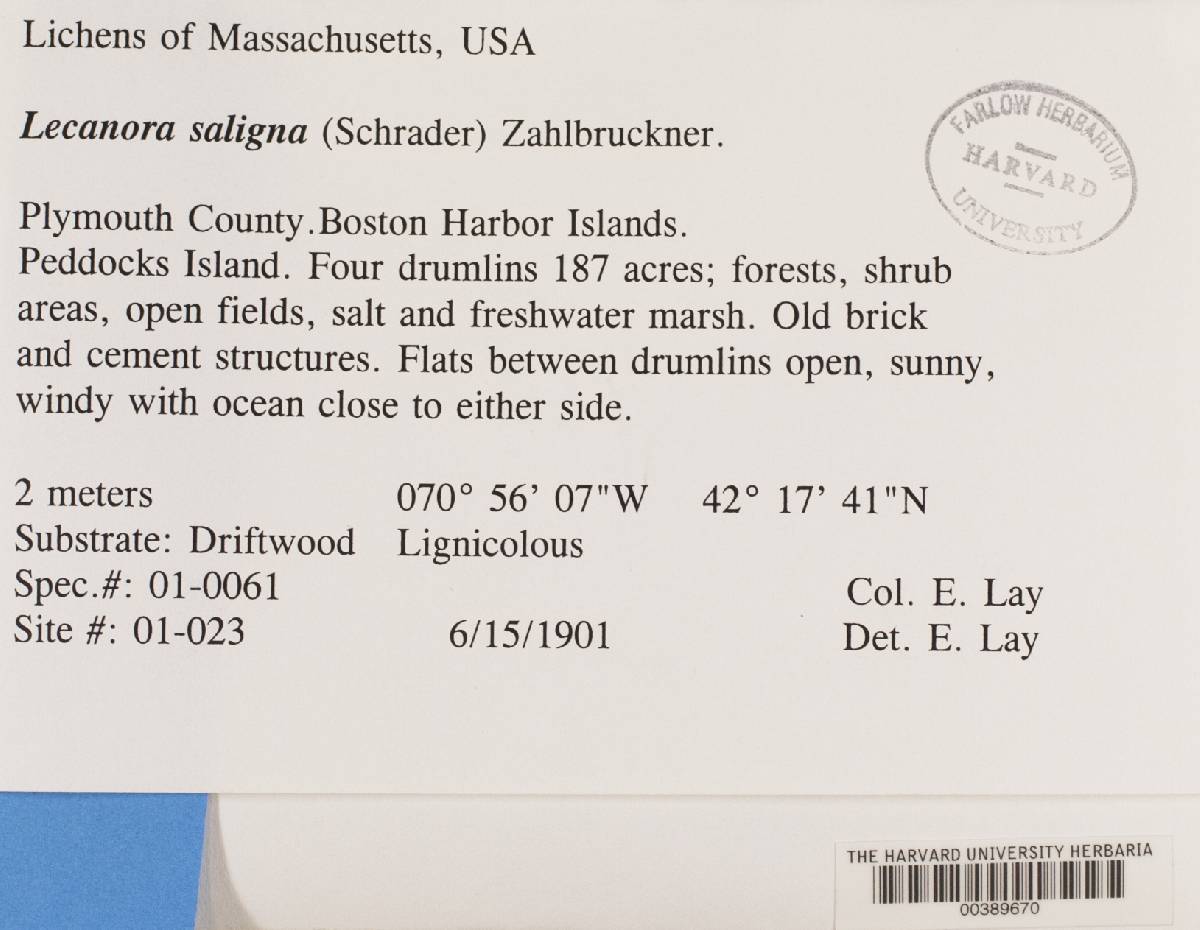 Lichens of Massachusetts, USA
Lecanora saligna (Schrader) Zahlbruckner.
FARLOW HERBARIUM
HARVARD
UNIVERSITY
Plymouth County.Boston Harbor Islands.
Peddocks Island. Four drumlins 187 acres; forests, shrub
areas, open fields, salt and freshwater marsh. Old brick
and cement structures. Flats between drumlins open, sunny,
windy with ocean close to either side.
2 meters 070° 56’ 07"W 42° 17’ 41"N
Substrate: Driftwood Lignicolous
Spec.#: 01-0061 Col. E. Lay
Site #: 01-023 6/15/1901 Det. E. Lay
THE HARVARD UNIVERSITY HERBARIA
00389670